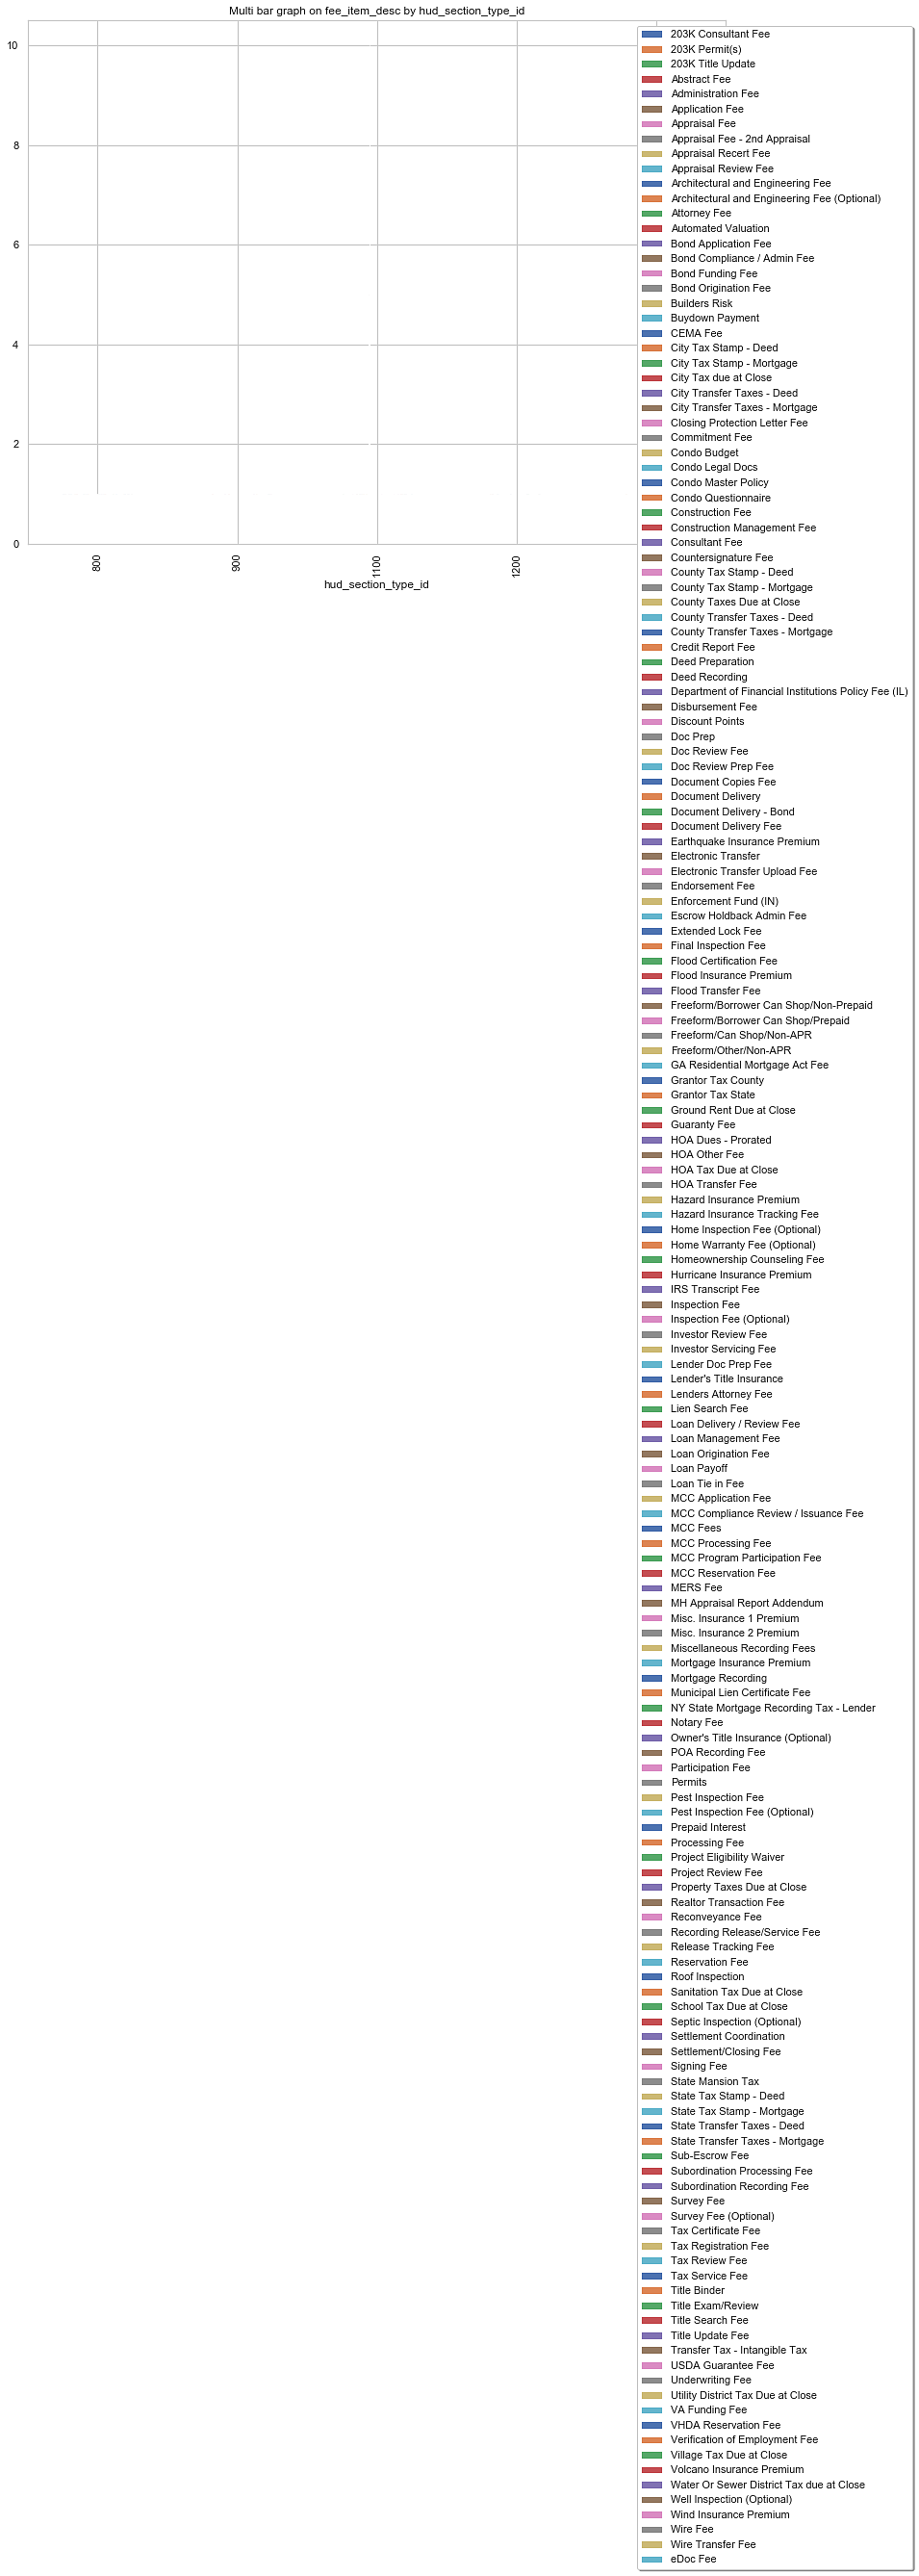 Multi bar graph on fee_item_desc by hud_section_type_id
10
8
6
4
2
0
800
900
1100
1200
hud_section_type_id
203K Consultant Fee
203K Permit(s)
203K Title Update
Abstract Fee
Administration Fee
Application Fee
Appraisal Fee
Appraisal Fee - 2nd Appraisal
Appraisal Recert Fee
Appraisal Review Fee
Architectural and Engineering Fee
Architectural and Engineering Fee (Optional)
Attorney Fee
Automated Valuation
Bond Application Fee
Bond Compliance / Admin Fee
Bond Funding Fee
Bond Origination Fee
Builders Risk
Buydown Payment
CEMA Fee
City Tax Stamp - Deed
City Tax Stamp - Mortgage
City Tax due at Close
City Transfer Taxes - Deed
City Transfer Taxes - Mortgage
Closing Protection Letter Fee
Commitment Fee
Condo Budget
Condo Legal Docs
Condo Master Policy
Condo Questionnaire
Construction Fee
Construction Management Fee
Consultant Fee
Countersignature Fee
County Tax Stamp - Deed
County Tax Stamp - Mortgage
County Taxes Due at Close
County Transfer Taxes - Deed
County Transfer Taxes - Mortgage
Credit Report Fee
Deed Preparation
Deed Recording
Department of Financial Institutions Policy Fee (IL)
Disbursement Fee
Discount Points
Doc Prep
Doc Review Fee
Doc Review Prep Fee
Document Copies Fee
Document Delivery
Document Delivery - Bond
Document Delivery Fee
Earthquake Insurance Premium
Electronic Transfer
Electronic Transfer Upload Fee
Endorsement Fee
Enforcement Fund (IN)
Escrow Holdback Admin Fee
Extended Lock Fee
Final Inspection Fee
Flood Certification Fee
Flood Insurance Premium
Flood Transfer Fee
Freeform/Borrower Can Shop/Non-Prepaid
Freeform/Borrower Can Shop/Prepaid
Freeform/Can Shop/Non-APR
Freeform/Other/Non-APR
GA Residential Mortgage Act Fee
Grantor Tax County
Grantor Tax State
Ground Rent Due at Close
Guaranty Fee
HOA Dues - Prorated
HOA Other Fee
HOA Tax Due at Close
HOA Transfer Fee
Hazard Insurance Premium
Hazard Insurance Tracking Fee
Home Inspection Fee (Optional)
Home Warranty Fee (Optional)
Homeownership Counseling Fee
Hurricane Insurance Premium
IRS Transcript Fee
Inspection Fee
Inspection Fee (Optional)
Investor Review Fee
Investor Servicing Fee
Lender Doc Prep Fee
Lender's Title Insurance
Lenders Attorney Fee
Lien Search Fee
Loan Delivery / Review Fee
Loan Management Fee
Loan Origination Fee
Loan Payoff
Loan Tie in Fee
MCC Application Fee
MCC Compliance Review / Issuance Fee
MCC Fees
MCC Processing Fee
MCC Program Participation Fee
MCC Reservation Fee
MERS Fee
MH Appraisal Report Addendum
Misc. Insurance 1 Premium
Misc. Insurance 2 Premium
Miscellaneous Recording Fees
Mortgage Insurance Premium
Mortgage Recording
Municipal Lien Certificate Fee
NY State Mortgage Recording Tax - Lender
Notary Fee
Owner's Title Insurance (Optional)
POA Recording Fee
Participation Fee
Permits
Pest Inspection Fee
Pest Inspection Fee (Optional)
Prepaid Interest
Processing Fee
Project Eligibility Waiver
Project Review Fee
Property Taxes Due at Close
Realtor Transaction Fee
Reconveyance Fee
Recording Release/Service Fee
Release Tracking Fee
Reservation Fee
Roof Inspection
Sanitation Tax Due at Close
School Tax Due at Close
Septic Inspection (Optional)
Settlement Coordination
Settlement/Closing Fee
Signing Fee
State Mansion Tax
State Tax Stamp - Deed
State Tax Stamp - Mortgage
State Transfer Taxes - Deed
State Transfer Taxes - Mortgage
Sub-Escrow Fee
Subordination Processing Fee
Subordination Recording Fee
Survey Fee
Survey Fee (Optional)
Tax Certificate Fee
Tax Registration Fee
Tax Review Fee
Tax Service Fee
Title Binder
Title Exam/Review
Title Search Fee
Title Update Fee
Transfer Tax - Intangible Tax
USDA Guarantee Fee
Underwriting Fee
Utility District Tax Due at Close
VA Funding Fee
VHDA Reservation Fee
Verification of Employment Fee
Village Tax Due at Close
Volcano Insurance Premium
Water Or Sewer District Tax due at Close
Well Inspection (Optional)
Wind Insurance Premium
Wire Fee
Wire Transfer Fee
eDoc Fee